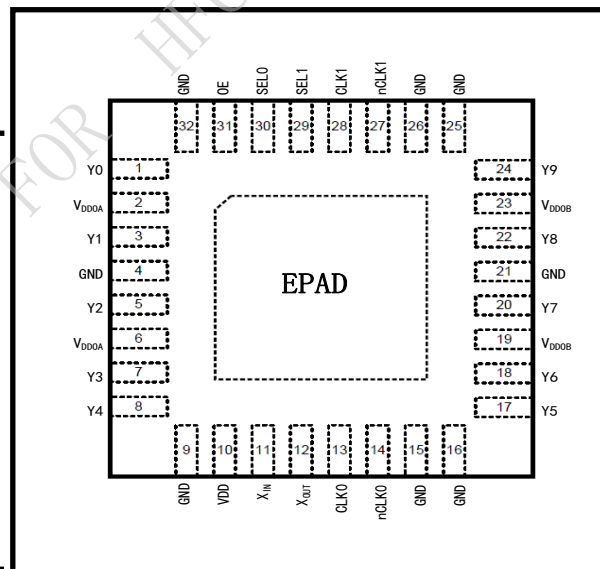 FOR HFC
GND OE SEL0 SEL1 CLK1 nCLK1 GND GND
32 31 30 29 28 27 26 25
Y0 1 24 Y9
VDDOA 2 23 VDDOB
Y1 3 22 Y8
GND 4 21 GND
EPAD
Y2 5 20 Y7
VDDOA 6 19 VDDOB
Y3 7 18 Y6
Y4 8 17 Y5
9 10 11 12 13 14 15 16
GND VDD XIN XOUT CLK0 nCLK0 GND GND